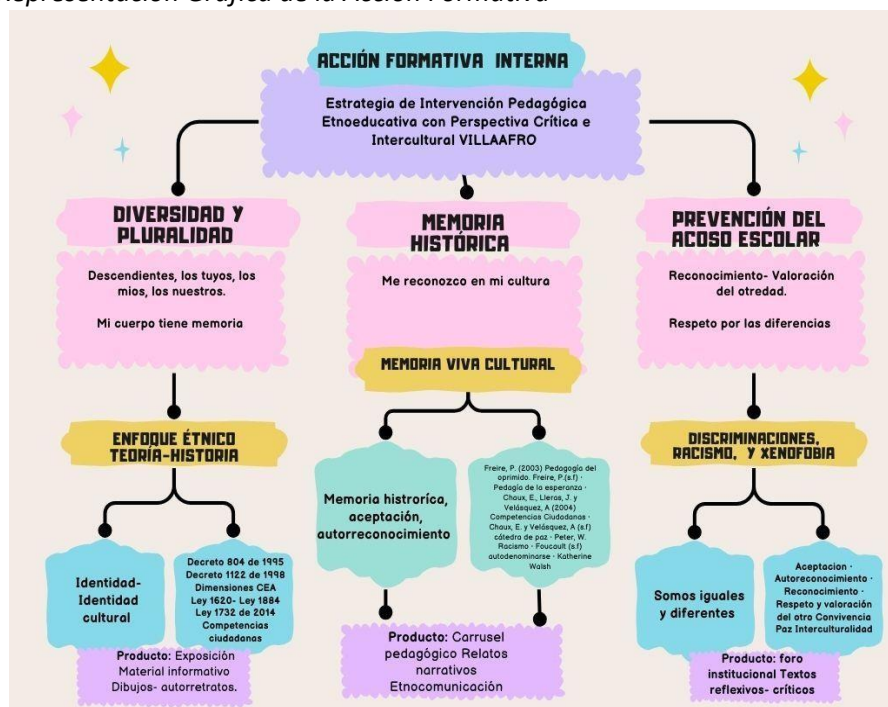 Representación Gráfica de la Acción Formativa
ACCIÓN FORMATIVA INTERNA
Estrategia de Intervención Pedagógica
Etnoeducativa con Perspectiva Crítica e
Intercultural VILLAAFRO
DIVERSIDAD Y
PLURALIDAD
Descendientes, los tuyos, los
mios, los nuestros.
Mi cuerpo tiene memoria
ENFOQUE ÉTNICO
TEORÍA-HISTORIA
Identidad-
Identidad
cultural
Decreto 804 de 1995
Decreto 1122 de 1998
Dimensiones CEA
Ley 1620- Ley 1884
Ley 1732 de 2014
Competencias
ciudadanas
Producto: Exposición
Material informativo
Dibujos- autorretratos.
MEMORIA
HISTÓRICA
Me reconozco en mi cultura
MEMORIA VIVA CULTURAL
Memoria histroríca,
aceptación,
autorreconocimiento
Freire, P. (2003) Pedagogía del
oprimido. Freire, P.(s.f) ·
Pedagía de la esperanza ·
Chaux, E., Lleras, J. y
Velásquez, A (2004)
Competencias Ciudadanas ·
Chaux, E. y Velásquez, A (s.f)
cátedra de paz · Peter, W.
Racismo · Foucault (s.f)
autodenominarse · Katherine
Walsh
Producto: Carrusel
pedagógico Relatos
narrativos
Etnocomunicación
PREVENCIÓN DEL
ACOSO ESCOLAR
Reconocimiento- Valoración
del otredad.
Respeto por las diferencias
DISCRIMINACIONES,
RACISMO, Y XENOFOBIA
Somos iguales
y diferentes
Aceptacion ·
Autoreconocimiento ·
Reconocimiento ·
Respeto y valoración
del otro Convivencia
Paz Interculturalidad
Producto: foro
institucional Textos
reflexivos- críticos